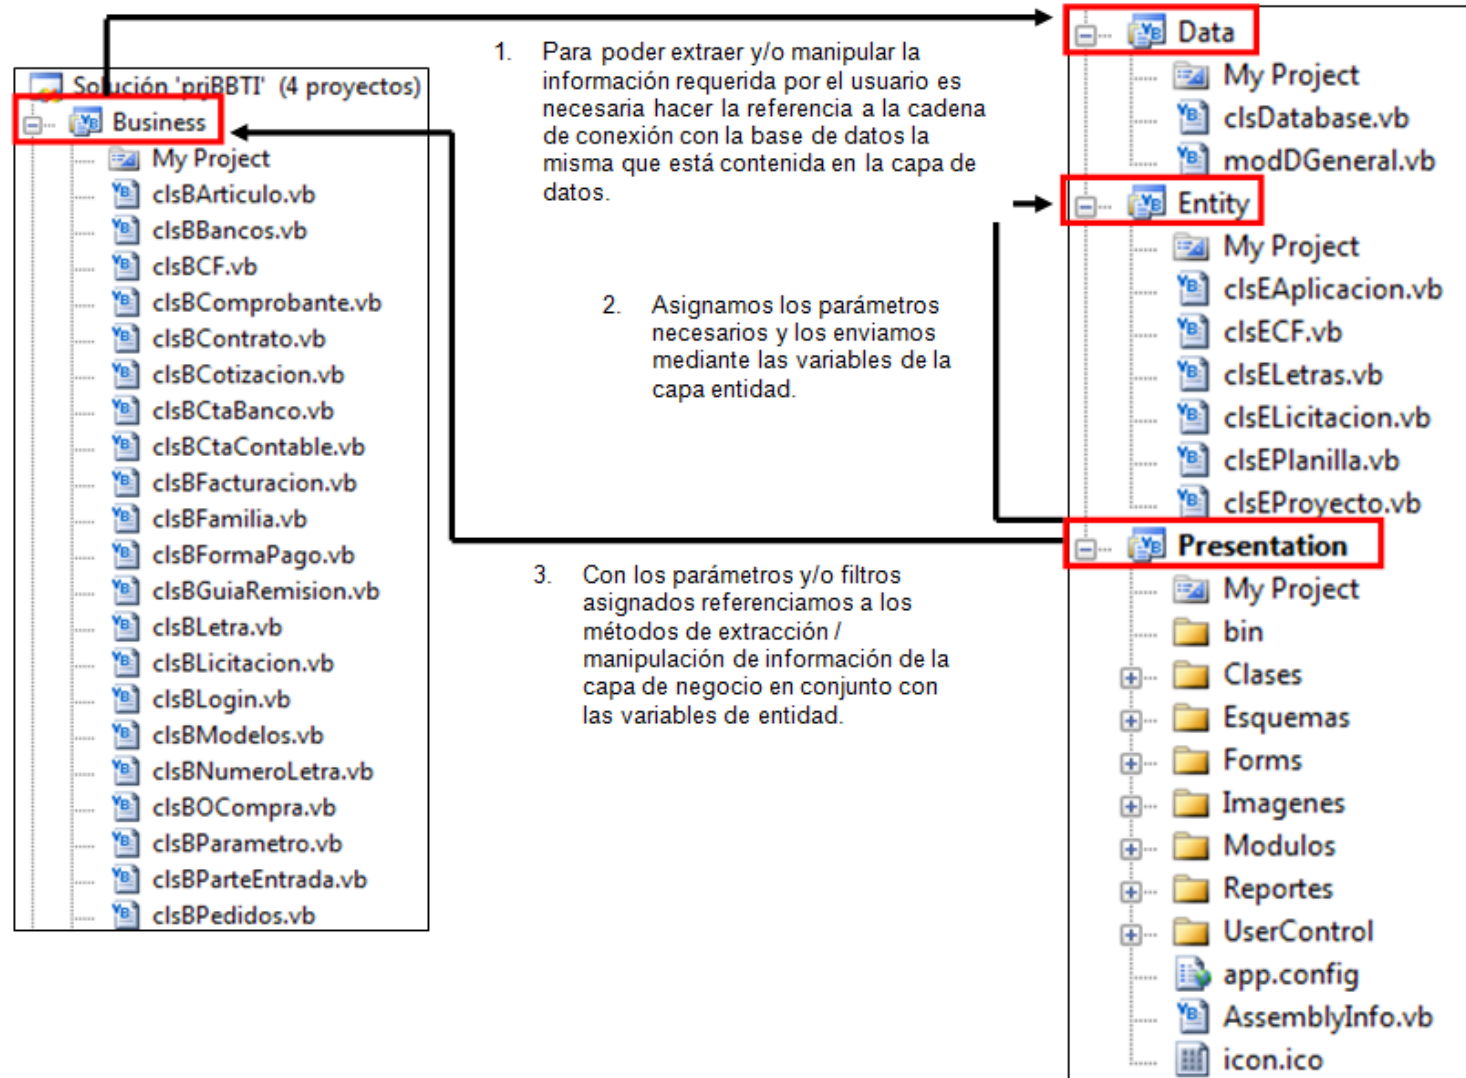 Solución 'prjBBTI' (4 proyectos)
Business
My Project
clsBArticulo.vb
clsBBancos.vb
clsBCF.vb
clsBComprobante.vb
clsBContrato.vb
clsBCotizacion.vb
clsBCtaBanco.vb
clsBCtaContable.vb
clsBFacturacion.vb
clsBFamilia.vb
clsBFormaPago.vb
clsBGuiaRemision.vb
clsBLetra.vb
clsBLicitacion.vb
clsBLogin.vb
clsBModelos.vb
clsBNumeroLetra.vb
clsBOCompra.vb
clsBParametro.vb
clsBParteEntrada.vb
clsBPedidos.vb
1. Para poder extraer y/o manipular la
información requerida por el usuario es
necesaria hacer la referencia a la cadena
de conexión con la base de datos la
misma que está contenida en la capa de
datos.
2. Asignamos los parámetros
necesarios y los enviamos
mediante las variables de la
capa entidad.
3. Con los parámetros y/o filtros
asignados referenciamos a los
métodos de extracción /
manipulación de información de la
capa de negocio en conjunto con
las variables de entidad.
Data
My Project
clsDatabase.vb
modDGeneral.vb
Entity
My Project
clsEAplicacion.vb
clsECF.vb
clsELetras.vb
clsELicitacion.vb
clsEPlanilla.vb
clsEProyecto.vb
Presentation
My Project
bin
Clases
Esquemas
Forms
Imagenes
Modulos
Reportes
UserControl
app.config
AssemblyInfo.vb
icon.ico